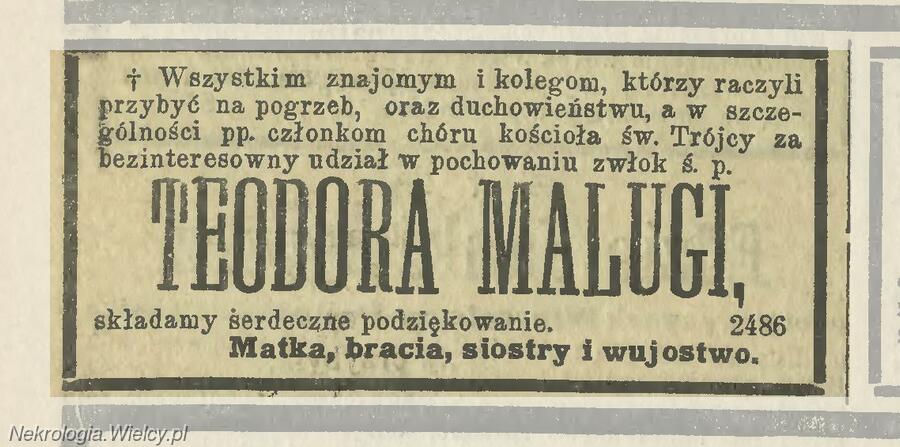 † Wszystkim znajomym i kolegom, którzy raczyli
przybyć na pogrzeb, oraz duchowieństwu, a w szcze-
gólności pp. członkom chóru kościoła św. Trójcy za
bezinteresowny udział w pochowaniu zwłok ś. p.
TEODORA MALUGI,
składamy serdeczne podziękowanie. 2486
Matka, bracia, siostry i wujostwo.
Nekrologia.Wielcy.pl